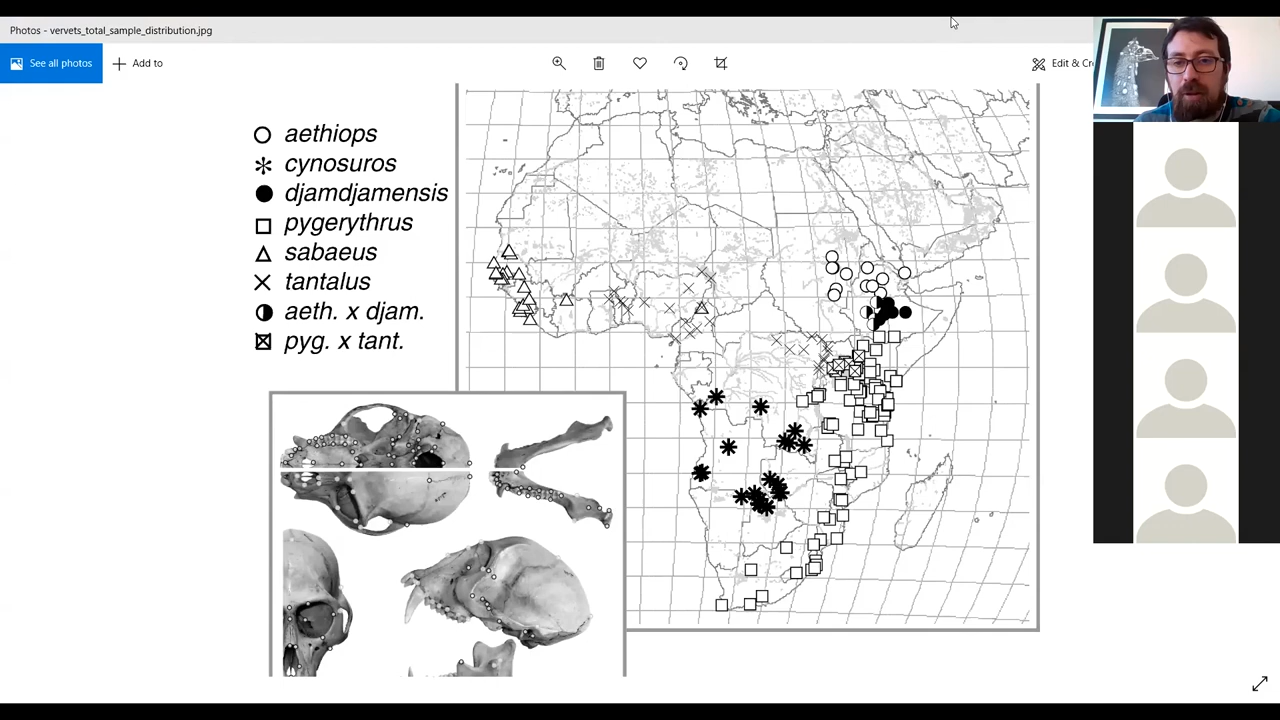 Photos - vervets_total_sample_distribution.jpg
See all photos
Add to
Edit & Cr
aethiops
cynosuros
djamdjamensis
pygerythrus
sabaeus
tantalus
aeth. x djam.
pyg. x tant.